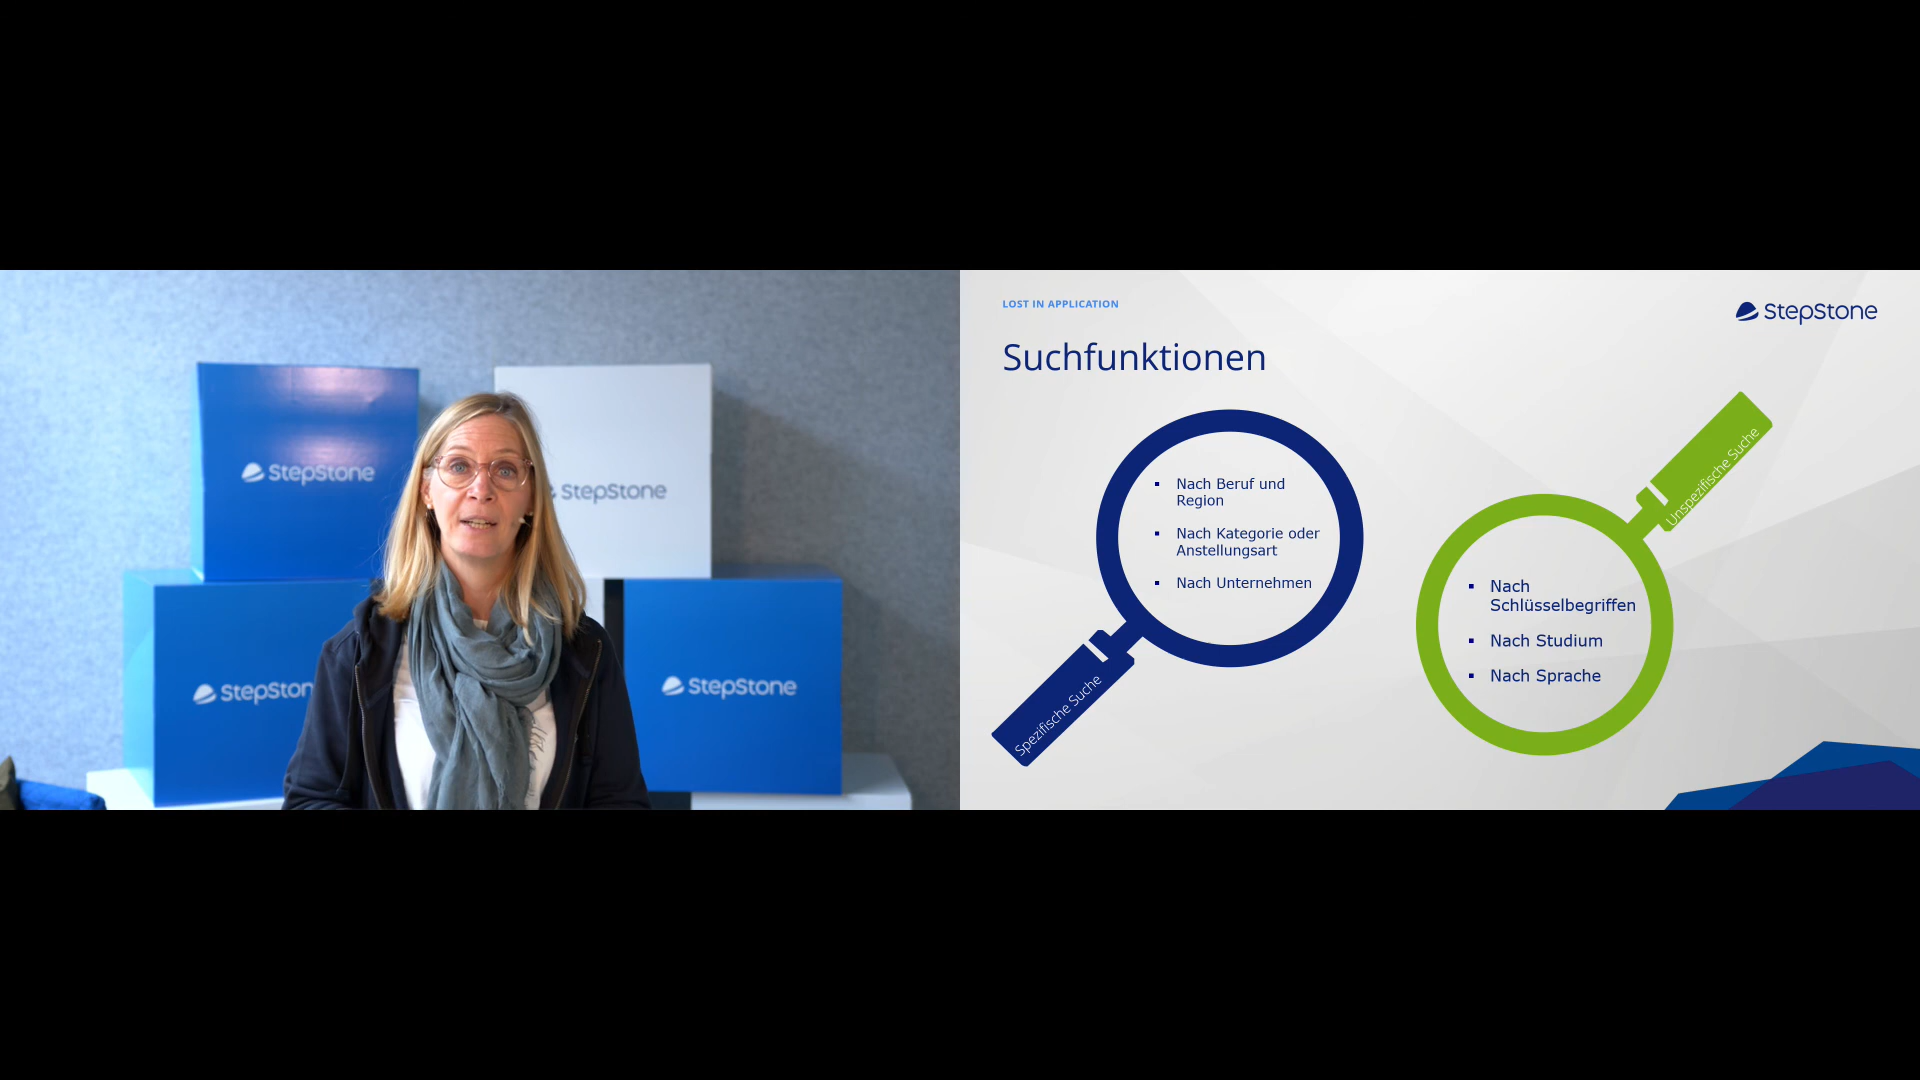 StepStone
StepStone
StepStone
LOST IN APPLICATION
StepStone
Suchfunktionen
Nach Beruf und
Region
Nach Kategorie oder
Anstellungsart
Nach Unternehmen
Spezifische Suche
Unspezifische Suche
Nach
Schlüsselbegriffen
Nach Studium
Nach Sprache